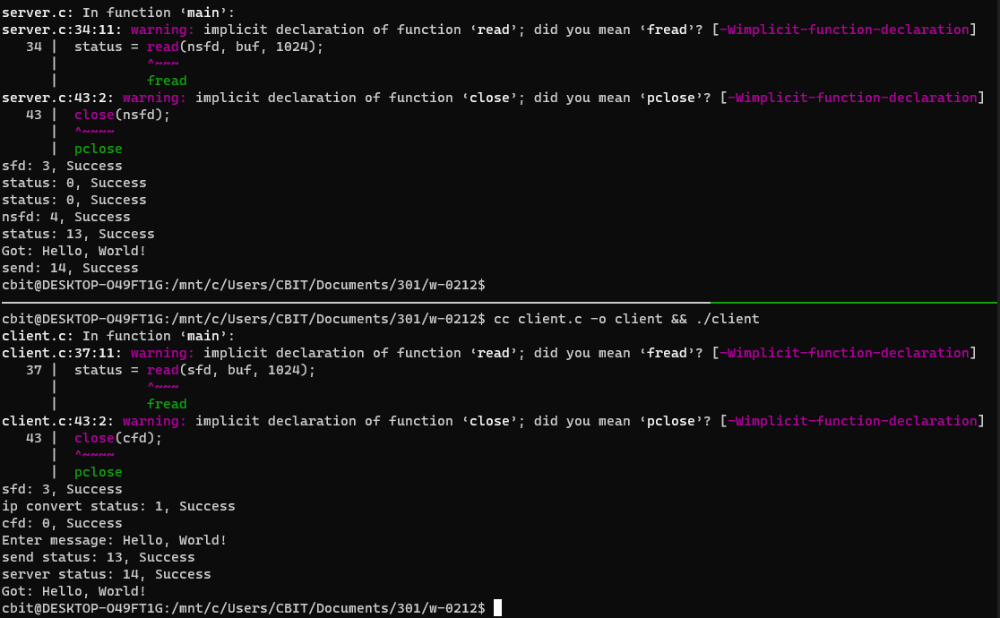 server.c: In function ‘main’:
server.c:34:11: warning: implicit declaration of function ‘read’; did you mean ‘fread’? [-Wimplicit-function-declaration]
   34 |  status = read(nsfd, buf, 1024);
      |           ^~~~
      |           fread
server.c:43:2: warning: implicit declaration of function ‘close’; did you mean ‘pclose’? [-Wimplicit-function-declaration]
   43 |  close(nsfd);
      |  ^~~~~
      |  pclose
sfd: 3, Success
status: 0, Success
status: 0, Success
nsfd: 4, Success
status: 13, Success
Got: Hello, World!
send: 14, Success
cbit@DESKTOP-O49FT1G:/mnt/c/Users/CBIT/Documents/301/w-0212$
cbit@DESKTOP-O49FT1G:/mnt/c/Users/CBIT/Documents/301/w-0212$ cc client.c -o client && ./client
client.c: In function ‘main’:
client.c:37:11: warning: implicit declaration of function ‘read’; did you mean ‘fread’? [-Wimplicit-function-declaration]
   37 |  status = read(sfd, buf, 1024);
      |           ^~~~
      |           fread
client.c:43:2: warning: implicit declaration of function ‘close’; did you mean ‘pclose’? [-Wimplicit-function-declaration]
   43 |  close(cfd);
      |  ^~~~~
      |  pclose
sfd: 3, Success
ip convert status: 1, Success
cfd: 0, Success
Enter message: Hello, World!
send status: 13, Success
server status: 14, Success
Got: Hello, World!
cbit@DESKTOP-O49FT1G:/mnt/c/Users/CBIT/Documents/301/w-0212$